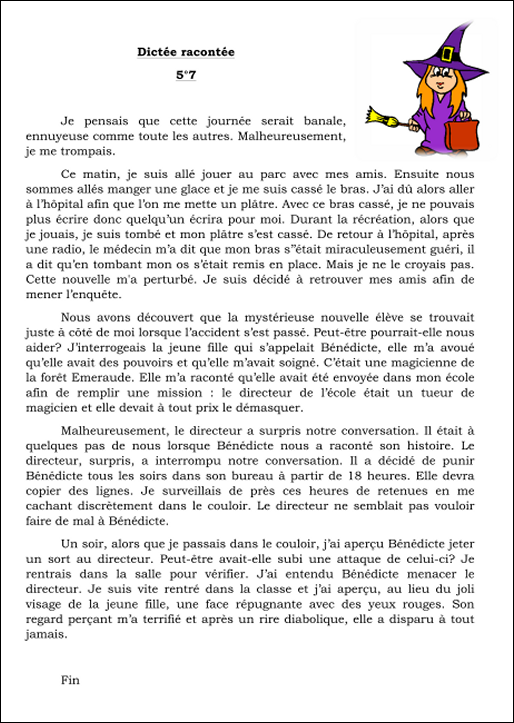 Dictée racontée
5°7
Je pensais que cette journée serait banale,
ennuyeuse comme toute les autres. Malheureusement,
je me trompais.
Ce matin, je suis allé jouer au parc avec mes amis. Ensuite nous
sommes allés manger une glace et je me suis cassé le bras. J'ai dû alors aller
à l'hôpital afin que l'on me mette un plâtre. Avec ce bras cassé, je ne pouvais
plus écrire donc quelqu'un écrira pour moi. Durant la récréation, alors que
je jouais, je suis tombé et mon plâtre s'est cassé. De retour à l'hôpital, après
une radio, le médecin m'a dit que mon bras s'’était miraculeusement guéri, il
a dit qu'en tombant mon os s'était remis en place. Mais je ne le croyais pas.
Cette nouvelle m'a perturbé. Je suis décidé à retrouver mes amis afin de
mener l'enquête.
Nous avons découvert que la mystérieuse nouvelle élève se trouvait
juste à côté de moi lorsque l'accident s'est passé. Peut-être pourrait-elle nous
aider? J'interrogeais la jeune fille qui s'appelait Bénédicte, elle m'a avoué
qu'elle avait des pouvoirs et qu'elle m'avait soigné. C'était une magicienne de
la forêt Emeraude. Elle m'a raconté qu'elle avait été envoyée dans mon école
afin de remplir une mission : le directeur de l'école était un tueur de
magicien et elle devait à tout prix le démasquer.
Malheureusement, le directeur a surpris notre conversation. Il était à
quelques pas de nous lorsque Bénédicte nous a raconté son histoire. Le
directeur, surpris, a interrompu notre conversation. Il a décidé de punir
Bénédicte tous les soirs dans son bureau à partir de 18 heures. Elle devra
copier des lignes. Je surveillais de près ces heures de retenues en me
cachant discrètement dans le couloir. Le directeur ne semblait pas vouloir
faire de mal à Bénédicte.
Un soir, alors que je passais dans le couloir, j'ai aperçu Bénédicte jeter
un sort au directeur. Peut-être avait-elle subi une attaque de celui-ci? Je
rentrais dans la salle pour vérifier. J'ai entendu Bénédicte menacer le
directeur. Je suis vite rentré dans la classe et j'ai aperçu, au lieu du joli
visage de la jeune fille, une face répugnante avec des yeux rouges. Son
regard perçant m'a terrifié et après un rire diabolique, elle a disparu à tout
jamais.
Fin